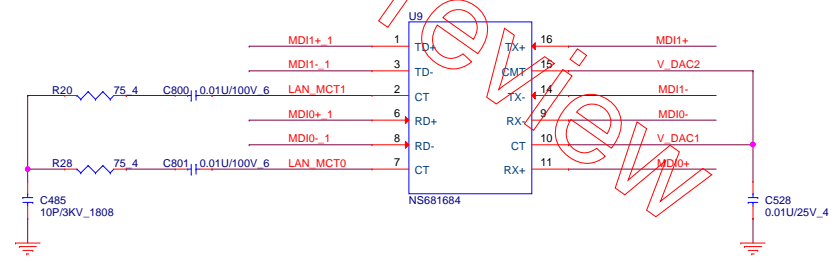 U9
MDI1+_1 1 TD+ TX+ 16 MDI1+
MDI1-_1 3 TD- CMT 15 V_DAC2
R20 75_4 C800 0.01U/100V_6 LAN_MCT1 2 CT TX- 14 MDI1-
MDI0+_1 6 RD+ RX- 9 MDI0-
MDI0-_1 8 RD- CT 10 V_DAC1
R28 75_4 C801 0.01U/100V_6 LAN_MCT0 7 CT RX+ 11 MDI0+
NS681684
C485
10P/3KV_1808
C528
0.01U/25V_4
view